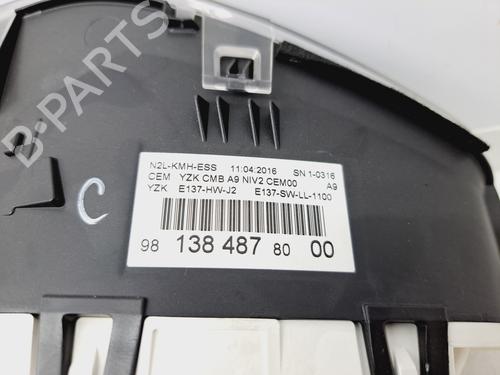 B-PARTS
N2L-KMH-ESS 11:04:2016 SN 1-0316
CEM YZK CMB A9 NIV2 CEM00 A9
YZK E137-HW-J2 E137-SW-LL-1100
98 138 487 80 00
C